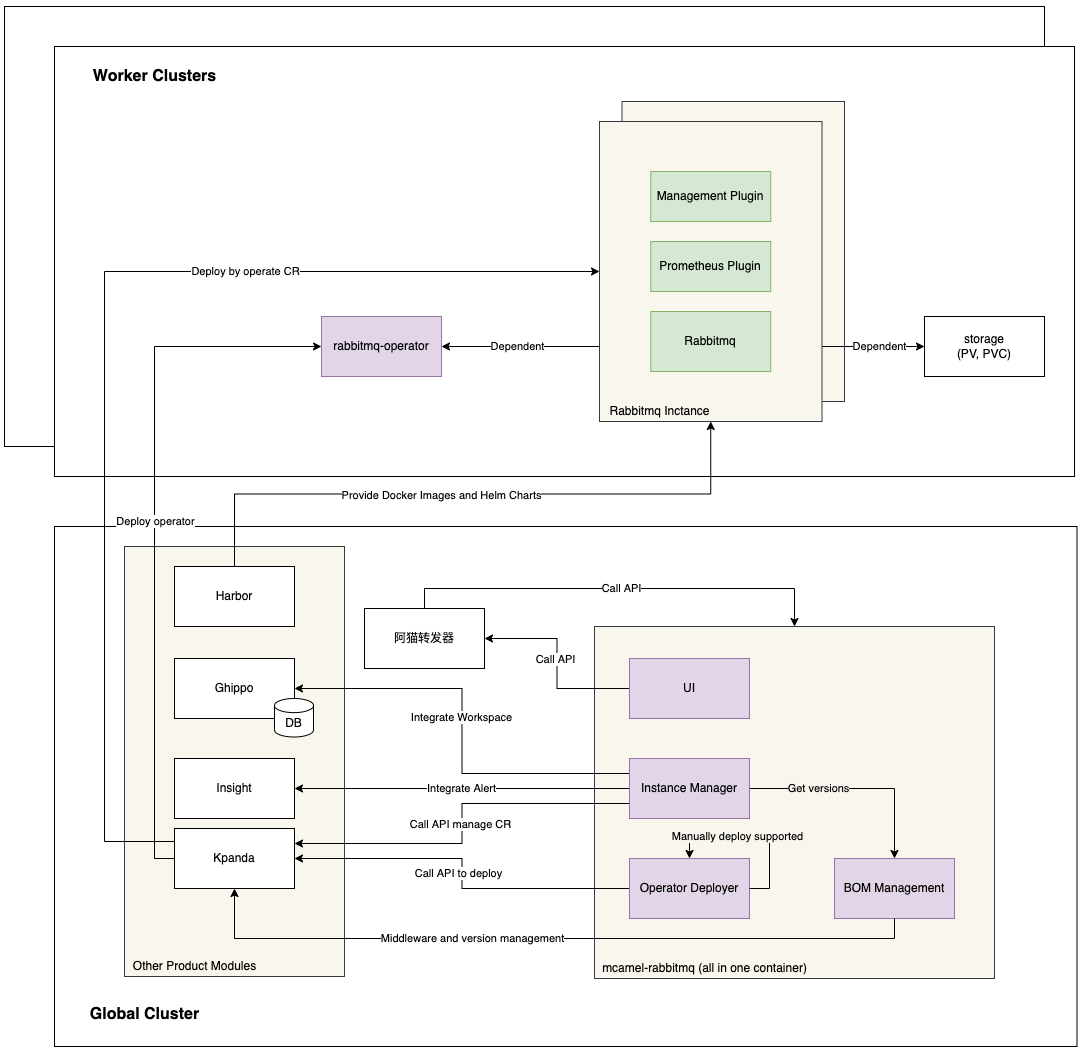 Worker Clusters
Management Plugin
Prometheus Plugin
Deploy by operate CR
rabbitmq-operator
Dependent
Rabbitmq
Dependent
storage
(PV, PVC)
Rabbitmq Inctance
Provide Docker Images and Helm Charts
Deploy operator
Harbor
Call API
阿猫转发器
Call API
Ghippo
DB
UI
Integrate Workspace
Insight
Integrate Alert
Instance Manager
Get versions
Call API manage CR
Manually deploy supported
Kpanda
Call API to deploy
Operator Deployer
BOM Management
Middleware and version management
Other Product Modules
mcamel-rabbitmq (all in one container)
Global Cluster